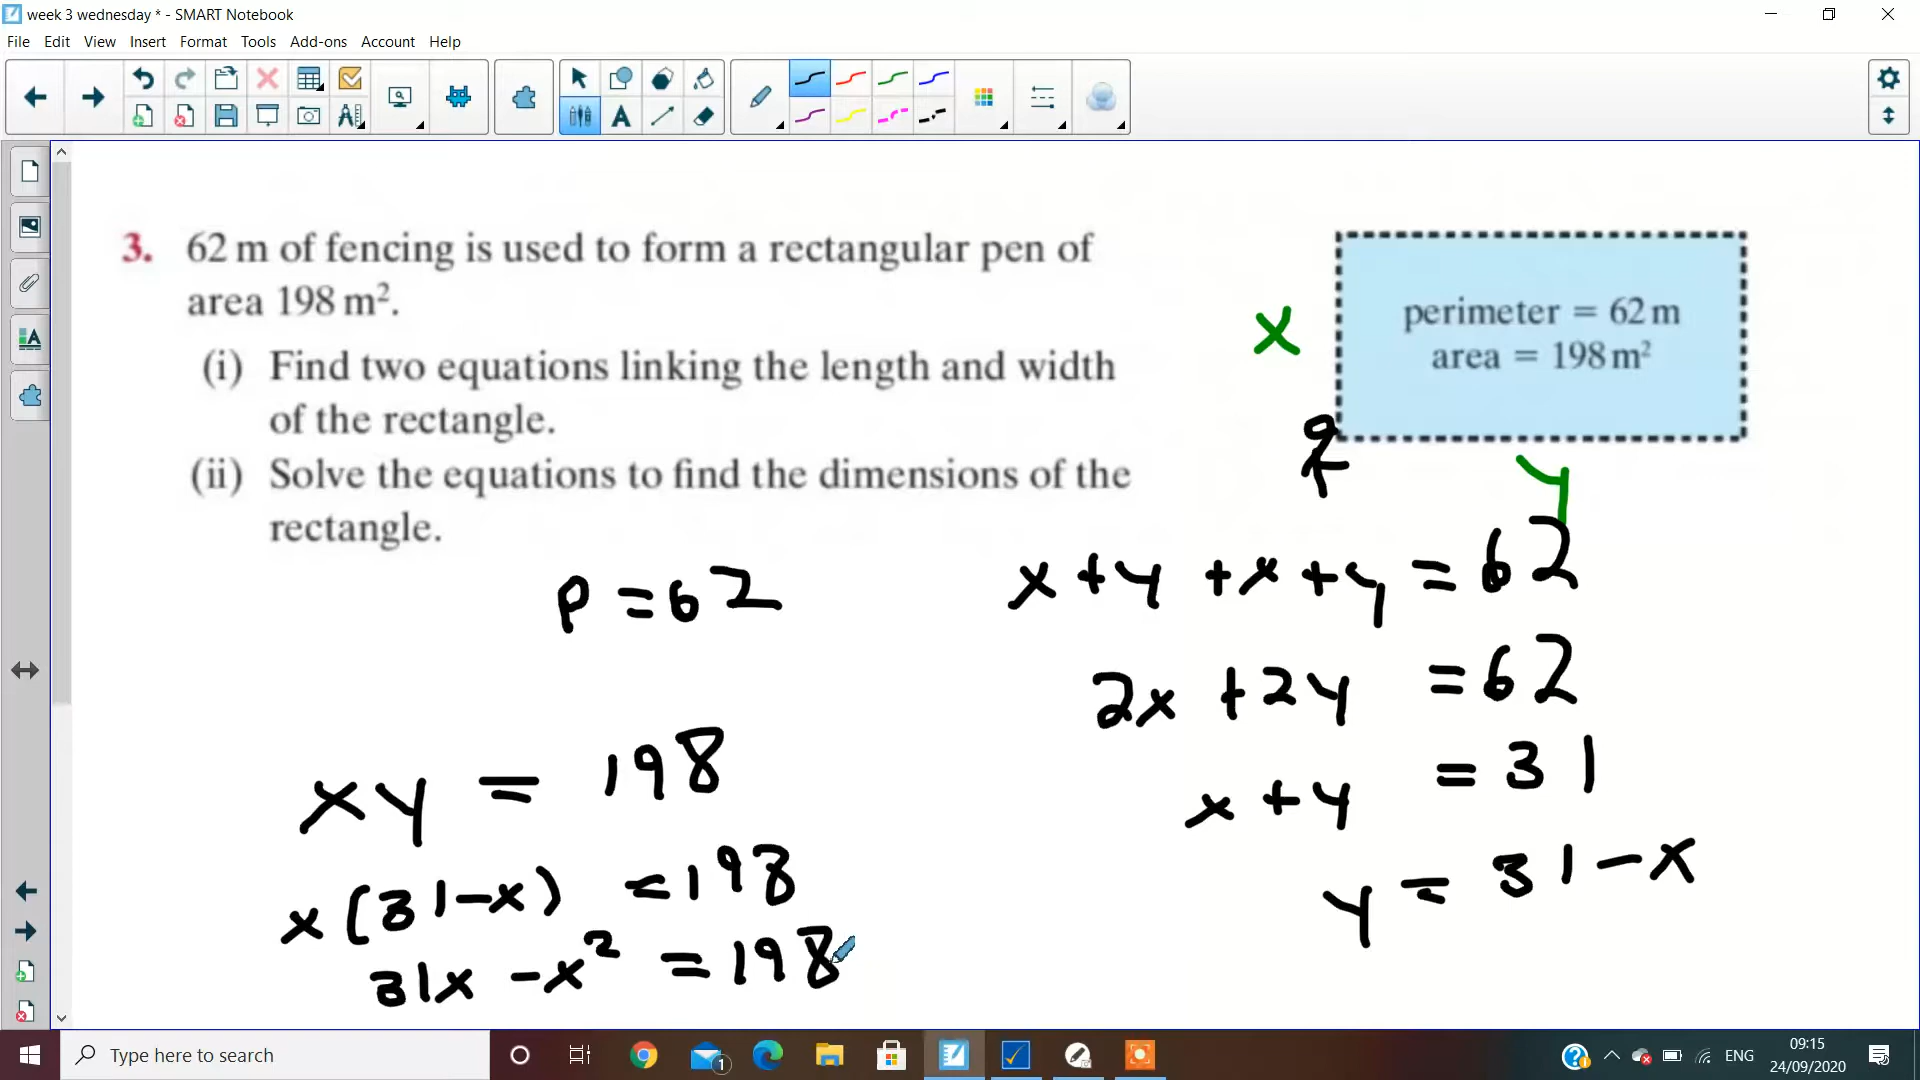 week 3 wednesday * - SMART Notebook
File Edit View Insert Format Tools Add-ons Account Help
3. 62 m of fencing is used to form a rectangular pen of
area 198 m².
(i) Find two equations linking the length and width
of the rectangle.
(ii) Solve the equations to find the dimensions of the
rectangle.
perimeter = 62 m
area = 198 m²
x
y
P = 62
x + y + x + y = 62
2x + 2y = 62
x + y = 31
y = 31 - x
xy = 198
x (31 - x) = 198
31x - x² = 198
Type here to search
1
ENG
09:15
24/09/2020